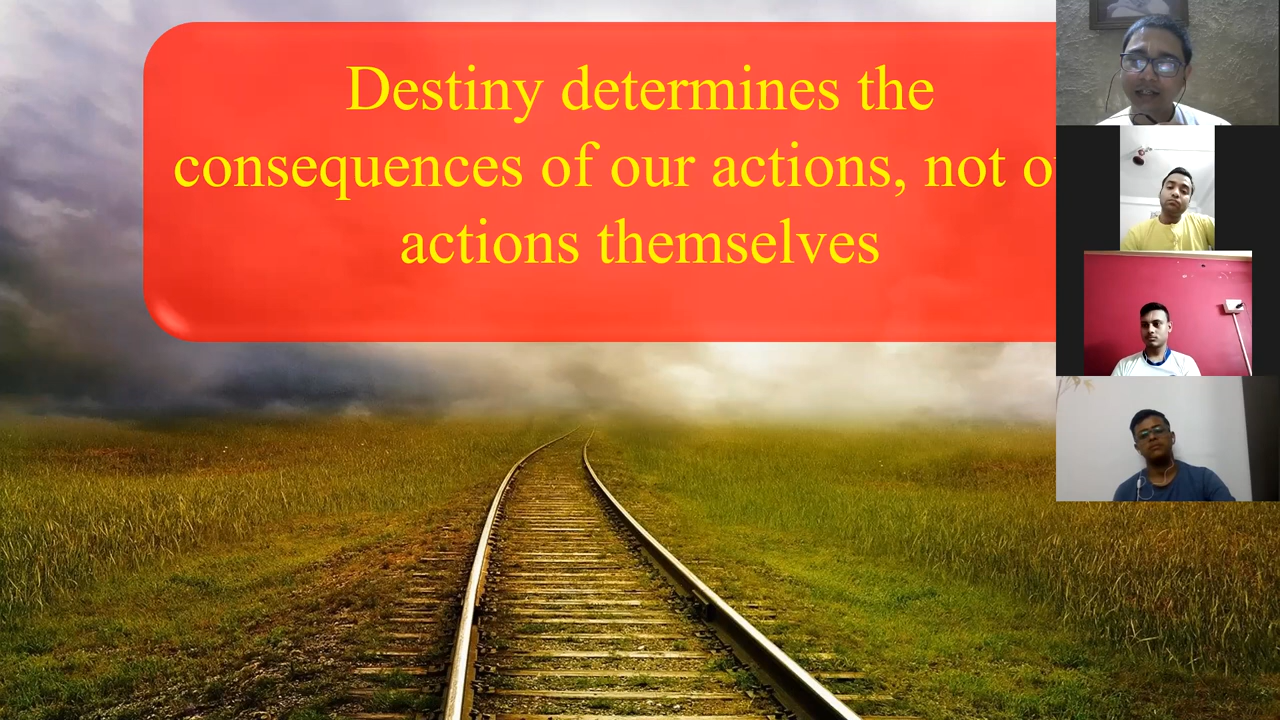 Destiny determines the
consequences of our actions, not
actions themselves